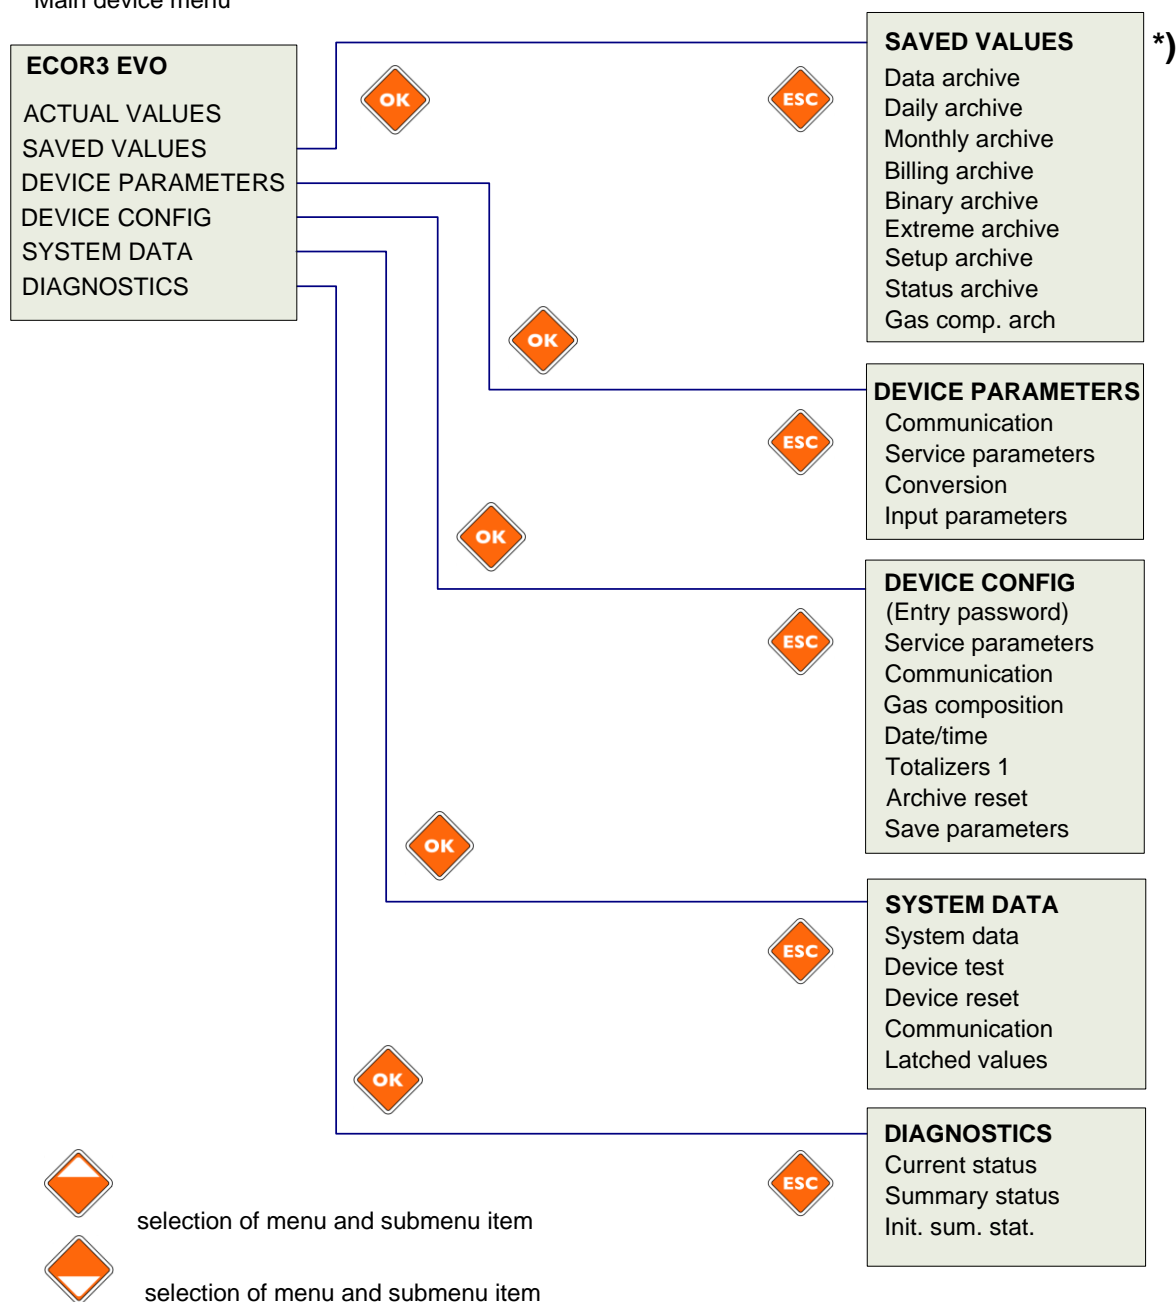 Main device menu
ECOR3 EVO
ACTUAL VALUES
SAVED VALUES
DEVICE PARAMETERS
DEVICE CONFIG
SYSTEM DATA
DIAGNOSTICS
OK
ESC
SAVED VALUES
*)
Data archive
Daily archive
Monthly archive
Billing archive
Binary archive
Extreme archive
Setup archive
Status archive
Gas comp. arch
OK
ESC
DEVICE PARAMETERS
Communication
Service parameters
Conversion
Input parameters
OK
ESC
DEVICE CONFIG
(Entry password)
Service parameters
Communication
Gas composition
Date/time
Totalizers 1
Archive reset
Save parameters
OK
ESC
SYSTEM DATA
System data
Device test
Device reset
Communication
Latched values
OK
ESC
DIAGNOSTICS
Current status
Summary status
Init. sum. stat.
selection of menu and submenu item
selection of menu and submenu item